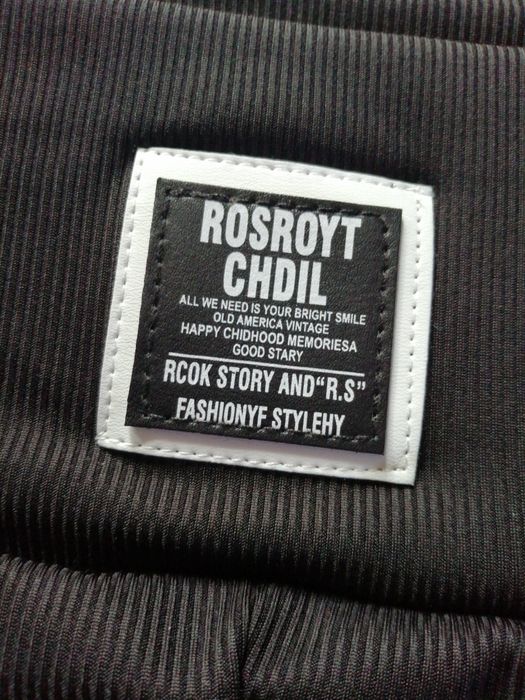 ROSROYT
CHDIL
ALL WE NEED IS YOUR BRIGHT SMILE
OLD AMERICA VINTAGE
HAPPY CHIDHOOD MEMORIESA
GOOD STARY
RCOK STORY AND"R.S"
FASHIONYF STYLEHY